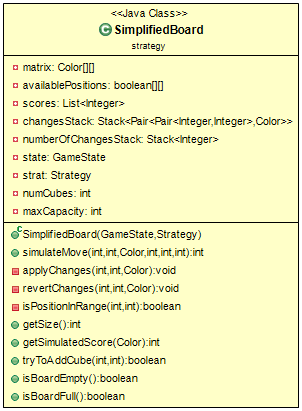 <<Java Class>>
SimplifiedBoard
strategy
matrix: Color[][]
availablePositions: boolean[][]
scores: List<Integer>
changesStack: Stack<Pair<Pair<Integer,Integer>,Color>>
numberOfChangesStack: Stack<Integer>
state: GameState
strat: Strategy
numCubes: int
maxCapacity: int
SimplifiedBoard(GameState,Strategy)
simulateMove(int,int,Color,int,int,int):int
applyChanges(int,int,Color):void
revertChanges(int,int,Color):void
isPositionInRange(int,int):boolean
getSize():int
getSimulatedScore(Color):int
tryToAddCube(int,int):boolean
isBoardEmpty():boolean
isBoardFull():boolean